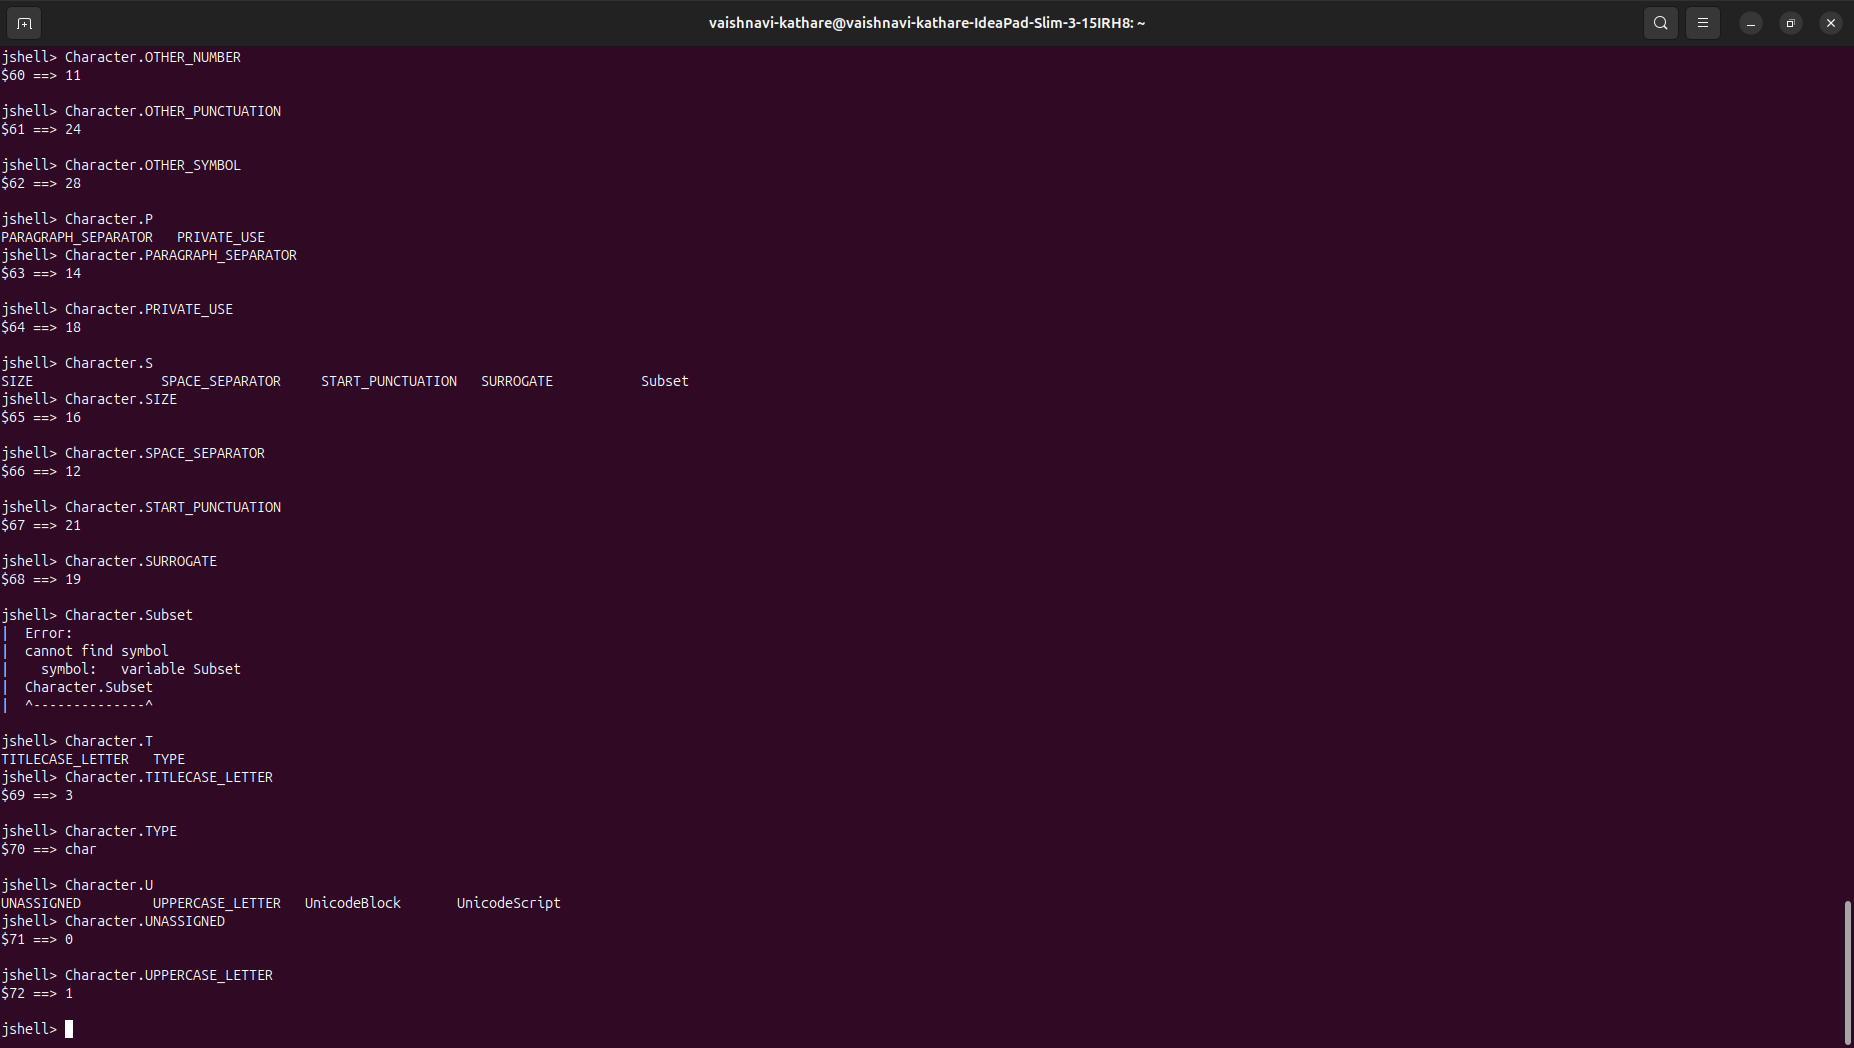 vaishnavi-kathare@vaishnavi-kathare-IdeaPad-Slim-3-15IRH8: ~
jshell> Character.OTHER_NUMBER
$60 ==> 11
jshell> Character.OTHER_PUNCTUATION
$61 ==> 24
jshell> Character.OTHER_SYMBOL
$62 ==> 28
jshell> Character.P
PARAGRAPH_SEPARATOR   PRIVATE_USE
jshell> Character.PARAGRAPH_SEPARATOR
$63 ==> 14
jshell> Character.PRIVATE_USE
$64 ==> 18
jshell> Character.S
SIZE                SPACE_SEPARATOR     START_PUNCTUATION   SURROGATE           Subset
jshell> Character.SIZE
$65 ==> 16
jshell> Character.SPACE_SEPARATOR
$66 ==> 12
jshell> Character.START_PUNCTUATION
$67 ==> 21
jshell> Character.SURROGATE
$68 ==> 19
jshell> Character.Subset
|  Error:
|  cannot find symbol
|    symbol:   variable Subset
|  Character.Subset
|  ^--------------^
jshell> Character.T
TITLECASE_LETTER   TYPE
jshell> Character.TITLECASE_LETTER
$69 ==> 3
jshell> Character.TYPE
$70 ==> char
jshell> Character.U
UNASSIGNED         UPPERCASE_LETTER   UnicodeBlock       UnicodeScript
jshell> Character.UNASSIGNED
$71 ==> 0
jshell> Character.UPPERCASE_LETTER
$72 ==> 1
jshell>